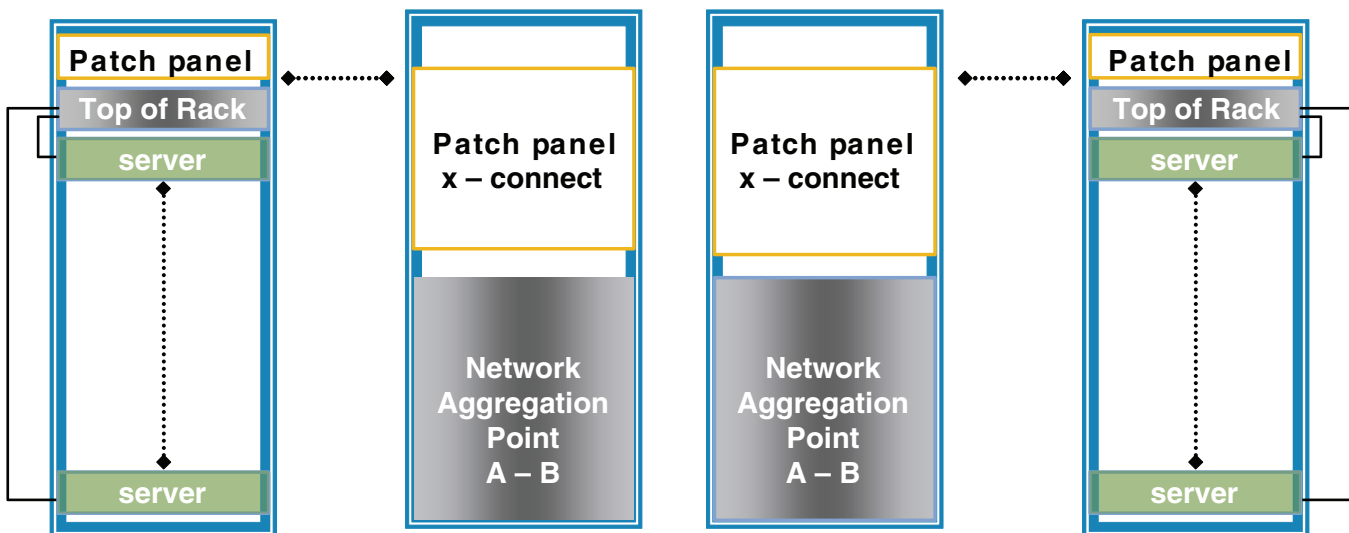 Patch panel
Top of Rack
server
server
Patch panel
x – connect
Network
Aggregation
Point
A – B
Patch panel
x – connect
Network
Aggregation
Point
A – B
Patch panel
Top of Rack
server
server